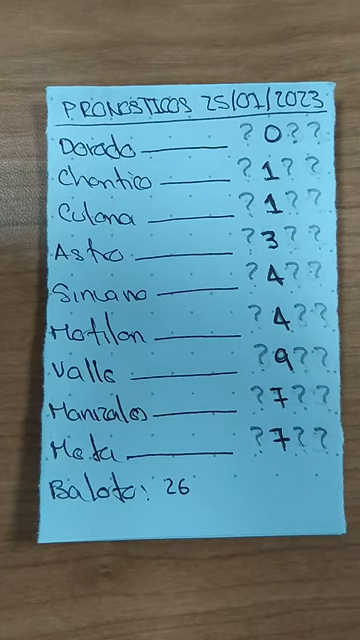 PRONOSTICOS 25/01/2023
Dorado ? 0 ? ?
Chontico ? 1 ? ?
Culona ? 1 ? ?
Astro ? 3 ? ?
Sinuano ? 4 ? ?
Motilon ? 4 ? ?
Valle ? 9 ? ?
Manizales ? 7 ? ?
Meta ? 7 ? ?
Baloto: 26